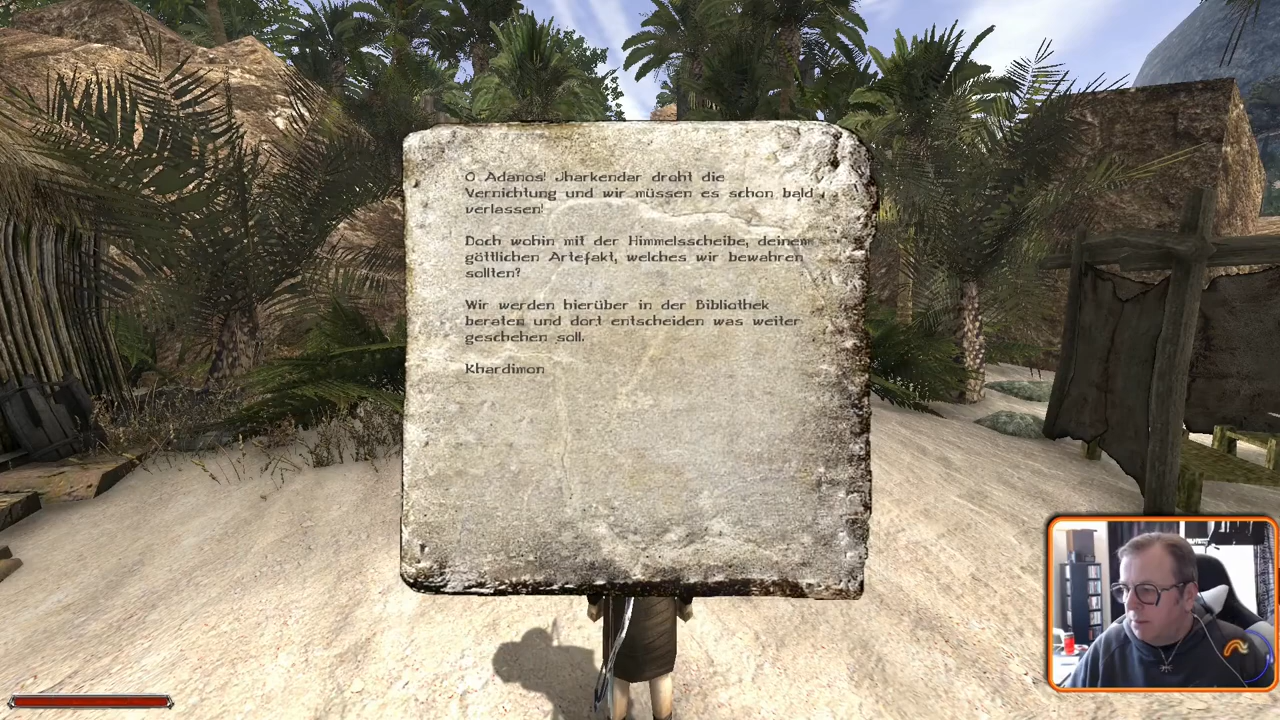 O Adanos! Jharkendar droht die
Vernichtung und wir müssen es schon bald
verlassen!
Doch wohin mit der Himmelsscheibe, deinem
göttlichen Artefakt, welches wir bewahren
sollten?
Wir werden hierüber in der Bibliothek
beraten und dort entscheiden was weiter
geschehen soll.
Khardimon